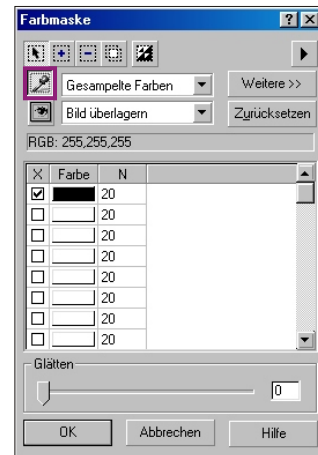 Farbmaske
Gesampelte Farben Weitere >>
Bild überlagern Zurücksetzen
RGB: 255,255,255
X Farbe N
20
20
20
20
20
20
20
20
Glätten
0
OK Abbrechen Hilfe